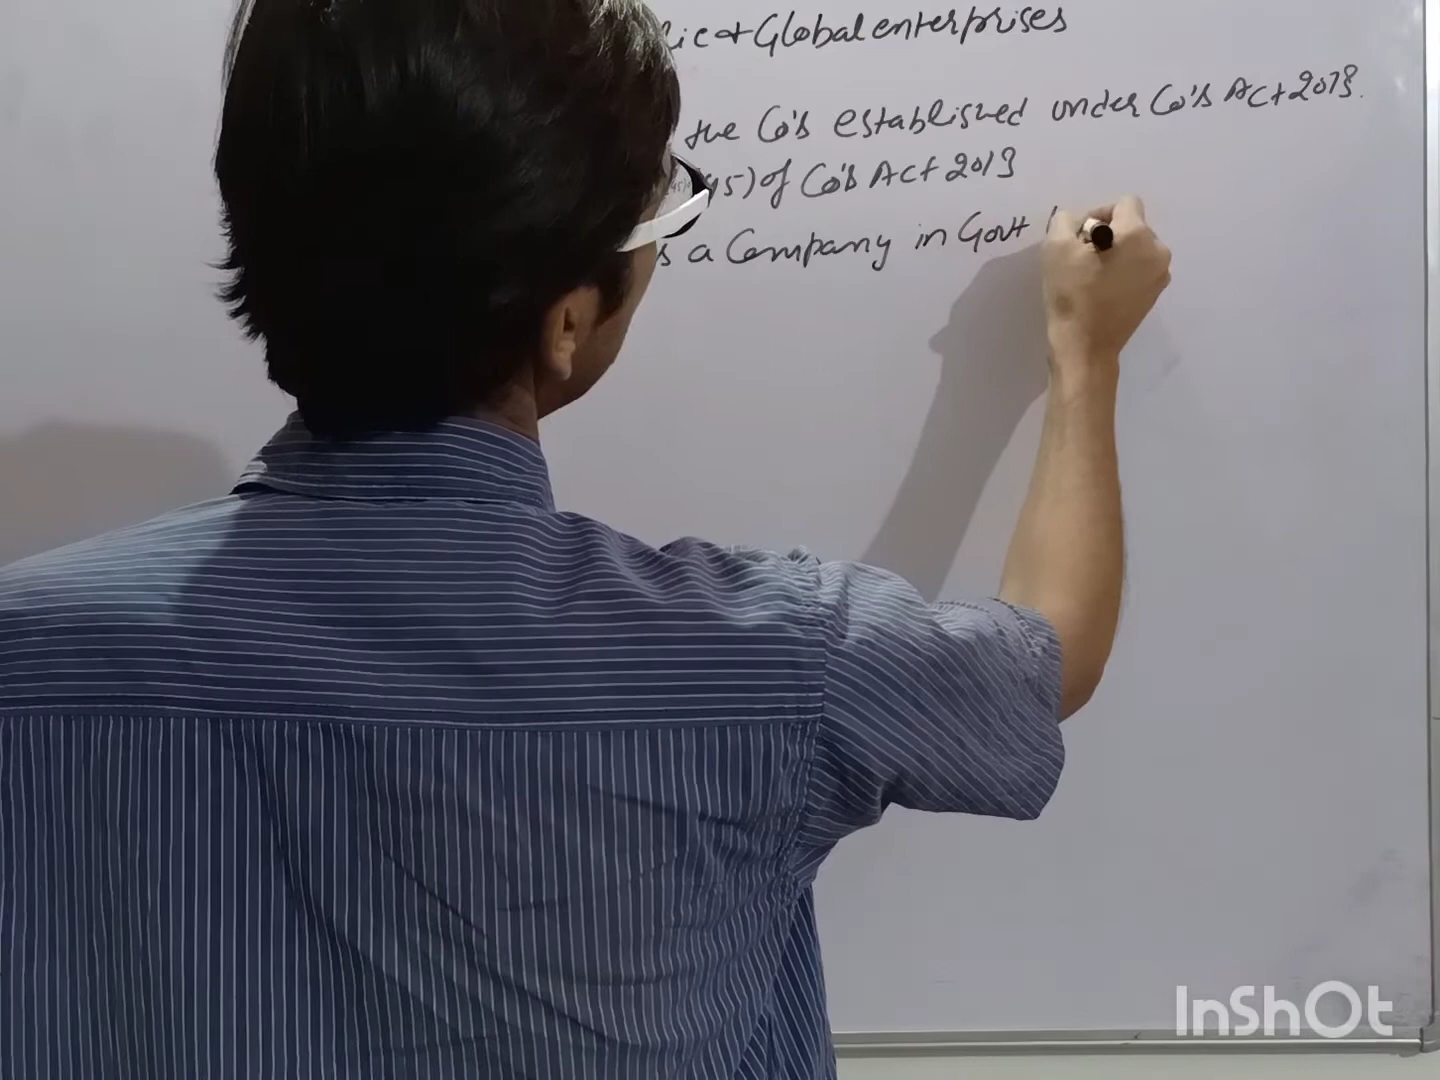 lic & Global enterprises
the Co's established under Co's Act 2013.
45) of Co's Act 2013
s a Company in Govt
InShOt